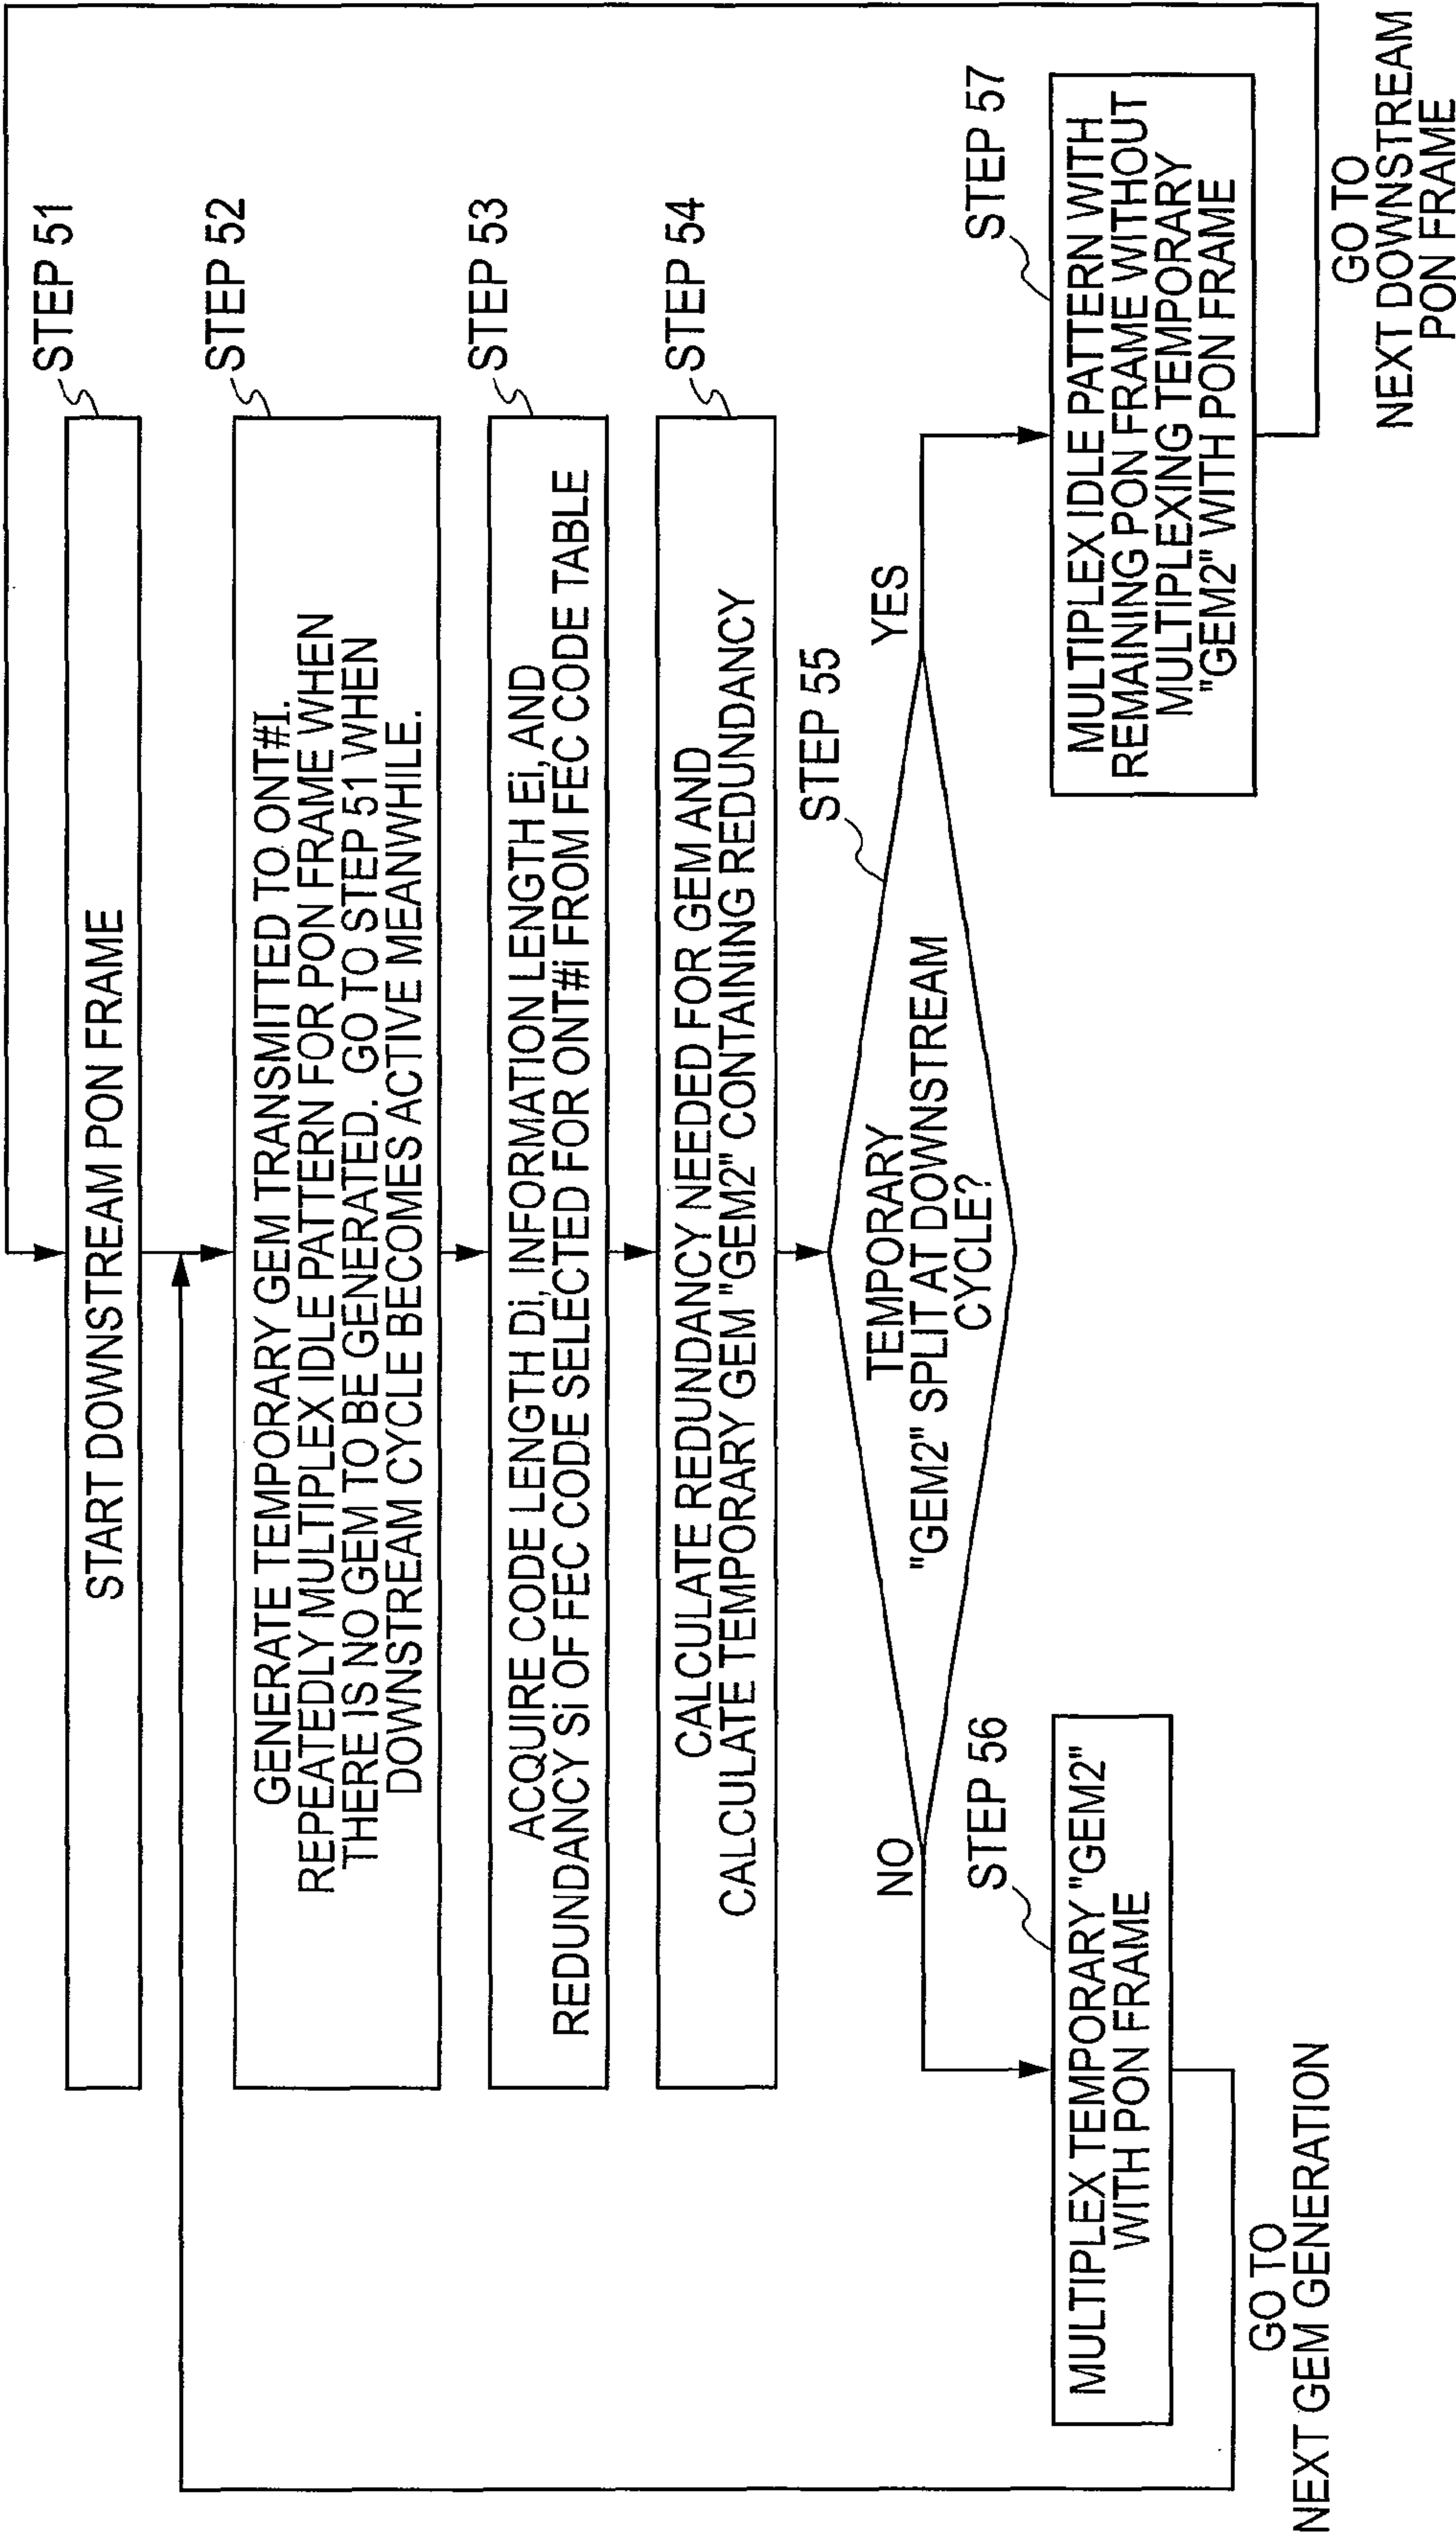 STEP 51
START DOWNSTREAM PON FRAME
STEP 52
GENERATE TEMPORARY GEM TRANSMITTED TO ONT#I.
REPEATEDLY MULTIPLEX IDLE PATTERN FOR PON FRAME WHEN
THERE IS NO GEM TO BE GENERATED. GO TO STEP 51 WHEN
DOWNSTREAM CYCLE BECOMES ACTIVE MEANWHILE.
STEP 53
ACQUIRE CODE LENGTH Di, INFORMATION LENGTH Ei, AND
REDUNDANCY Si OF FEC CODE SELECTED FOR ONT#i FROM FEC CODE TABLE
STEP 54
CALCULATE REDUNDANCY NEEDED FOR GEM AND
CALCULATE TEMPORARY GEM "GEM2" CONTAINING REDUNDANCY
STEP 55
TEMPORARY
"GEM2" SPLIT AT DOWNSTREAM
CYCLE?
NO
YES
STEP 56
MULTIPLEX TEMPORARY "GEM2"
WITH PON FRAME
GO TO
NEXT GEM GENERATION
STEP 57
MULTIPLEX IDLE PATTERN WITH
REMAINING PON FRAME WITHOUT
MULTIPLEXING TEMPORARY
"GEM2" WITH PON FRAME
GO TO
NEXT DOWNSTREAM
PON FRAME